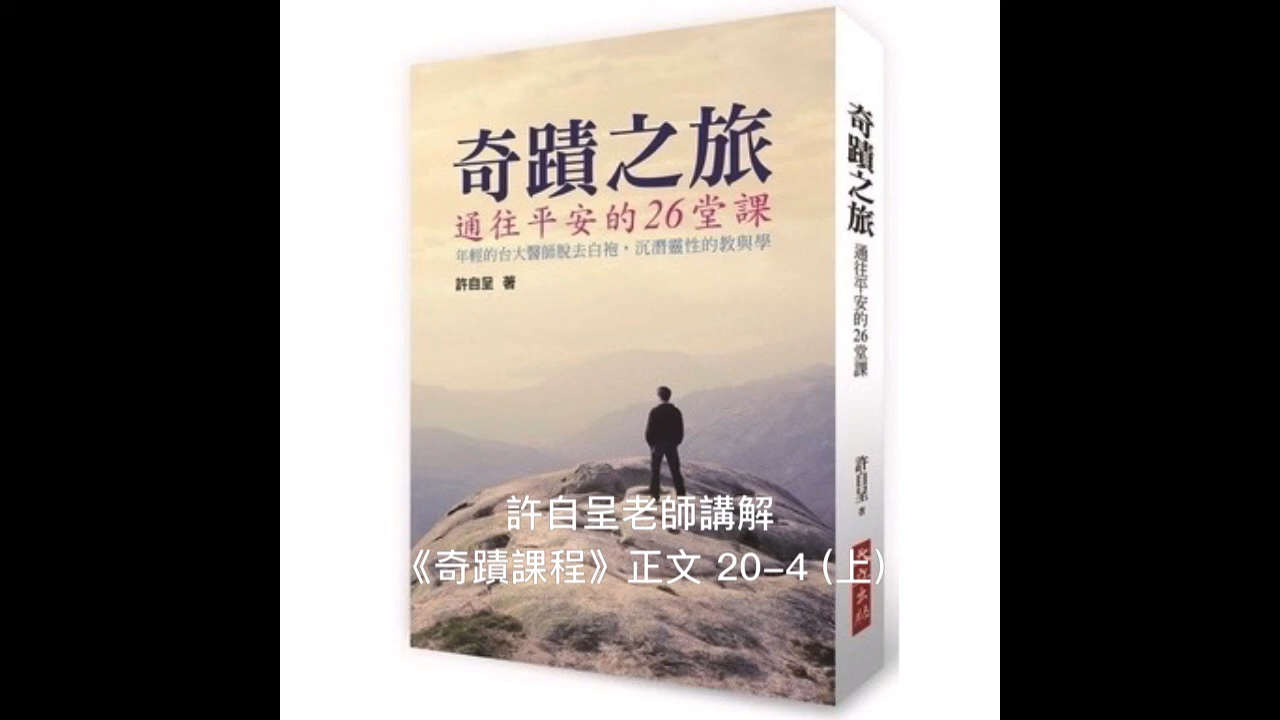 奇蹟之旅
通往平安的26堂課
年輕的台大醫師脫去白袍，沉潛靈性的教與學
許自呈 著
奇蹟之旅
通往平安的26堂課
許自呈 著
許自呈老師講解
《奇蹟課程》正文 20-4 (上)